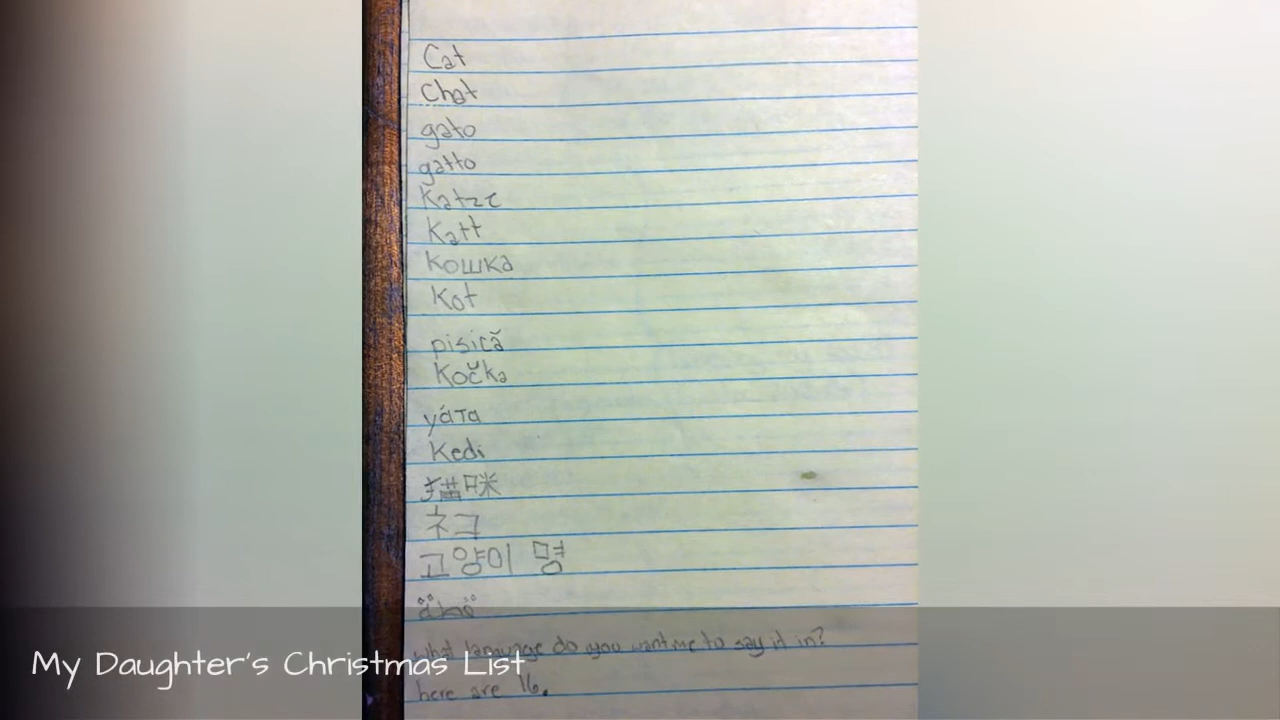 Cat
Chat
gato
gatto
Katze
Katt
кошка
Kot
pisică
Kočka
γάτα
Kedi
猫咪
ネコ
고양이 명
what language do you want me to say it in?
My Daughter's Christmas List
here are 16.